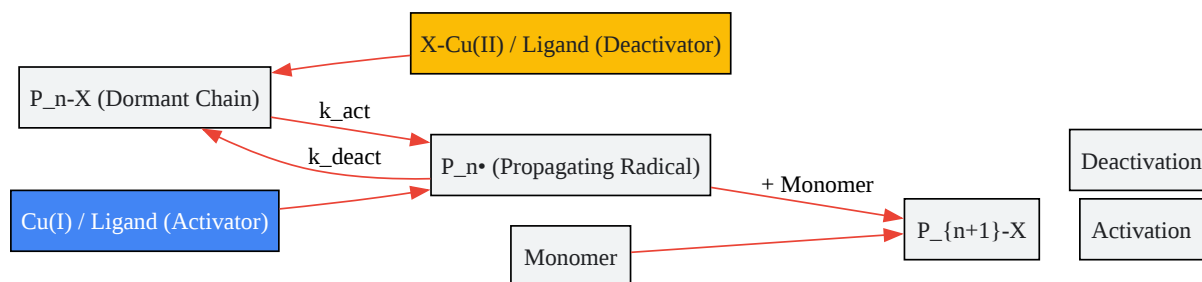 X-Cu(II) / Ligand (Deactivator)
P_n-X (Dormant Chain)
k_act
k_deact
P_n• (Propagating Radical)
+ Monomer
Cu(I) / Ligand (Activator)
Monomer
P_{n+1}-X
Deactivation
Activation